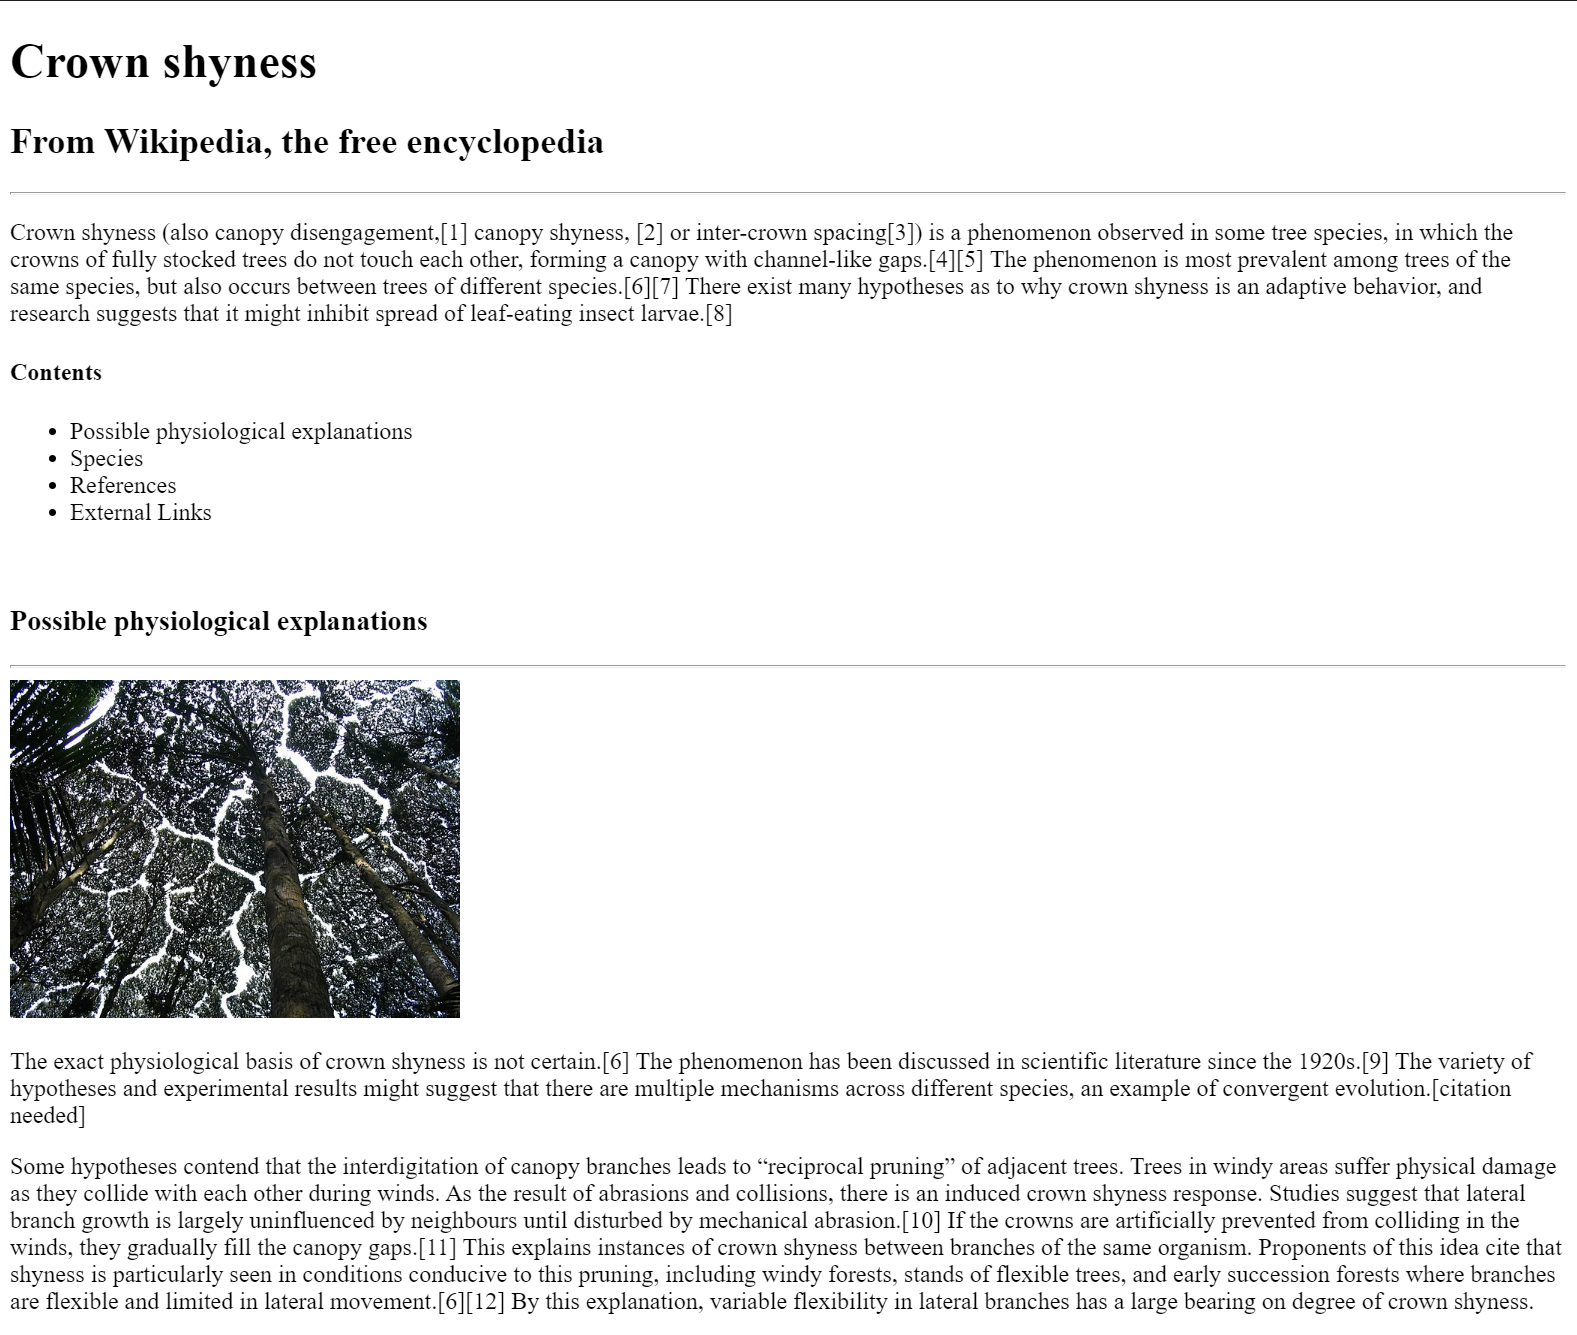 Crown shyness
From Wikipedia, the free encyclopedia
Crown shyness (also canopy disengagement,[1] canopy shyness, [2] or inter-crown spacing[3]) is a phenomenon observed in some tree species, in which the
crowns of fully stocked trees do not touch each other, forming a canopy with channel-like gaps.[4][5] The phenomenon is most prevalent among trees of the
same species, but also occurs between trees of different species.[6][7] There exist many hypotheses as to why crown shyness is an adaptive behavior, and
research suggests that it might inhibit spread of leaf-eating insect larvae.[8]
Contents
• Possible physiological explanations
• Species
• References
• External Links
Possible physiological explanations
The exact physiological basis of crown shyness is not certain.[6] The phenomenon has been discussed in scientific literature since the 1920s.[9] The variety of
hypotheses and experimental results might suggest that there are multiple mechanisms across different species, an example of convergent evolution.[citation
needed]
Some hypotheses contend that the interdigitation of canopy branches leads to “reciprocal pruning” of adjacent trees. Trees in windy areas suffer physical damage
as they collide with each other during winds. As the result of abrasions and collisions, there is an induced crown shyness response. Studies suggest that lateral
branch growth is largely uninfluenced by neighbours until disturbed by mechanical abrasion.[10] If the crowns are artificially prevented from colliding in the
winds, they gradually fill the canopy gaps.[11] This explains instances of crown shyness between branches of the same organism. Proponents of this idea cite that
shyness is particularly seen in conditions conducive to this pruning, including windy forests, stands of flexible trees, and early succession forests where branches
are flexible and limited in lateral movement.[6][12] By this explanation, variable flexibility in lateral branches has a large bearing on degree of crown shyness.